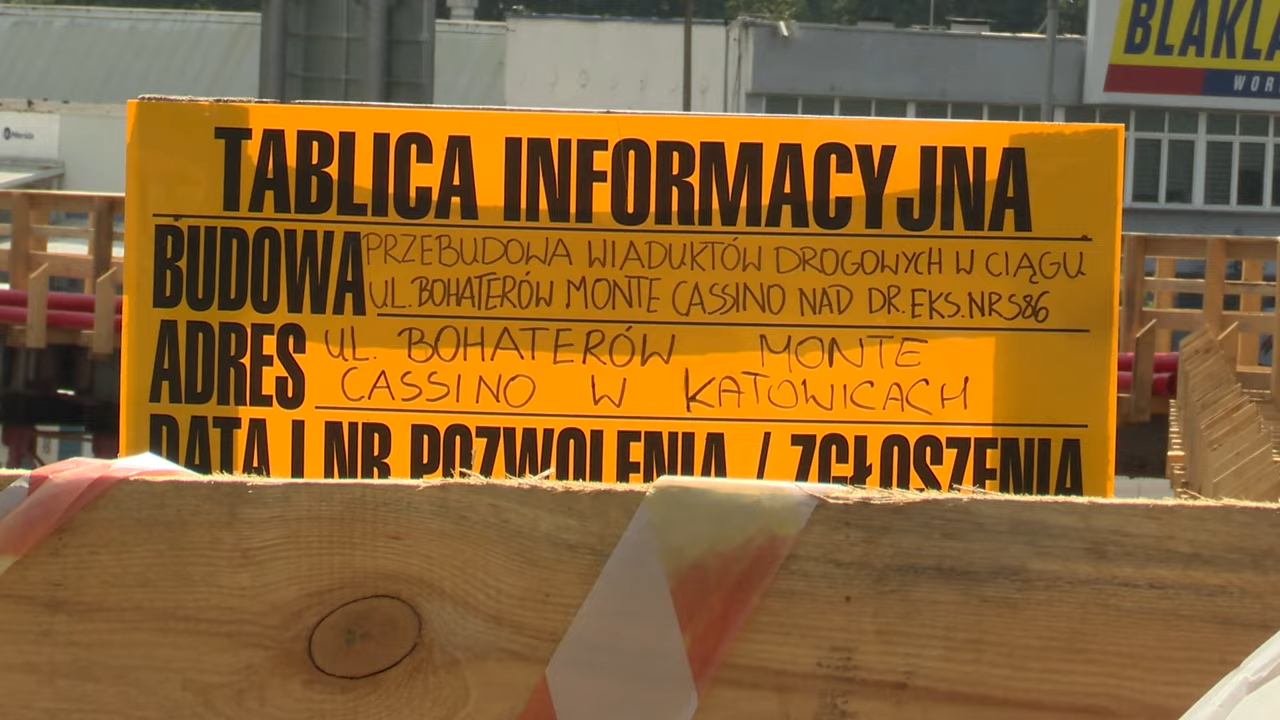 BLAKL
WOR
TABLICA INFORMACYJNA
BUDOWA PRZEBUDOWA WIADUKTÓW DROGOWYCH W CIĄGU
UL. BOHATERÓW MONTE CASSINO NAD DR. EKS. NR S86
ADRES UL. BOHATERÓW MONTE
CASSINO W KATOWICACH
DATA I NR POZWOLENIA / ZGŁOSZENIA